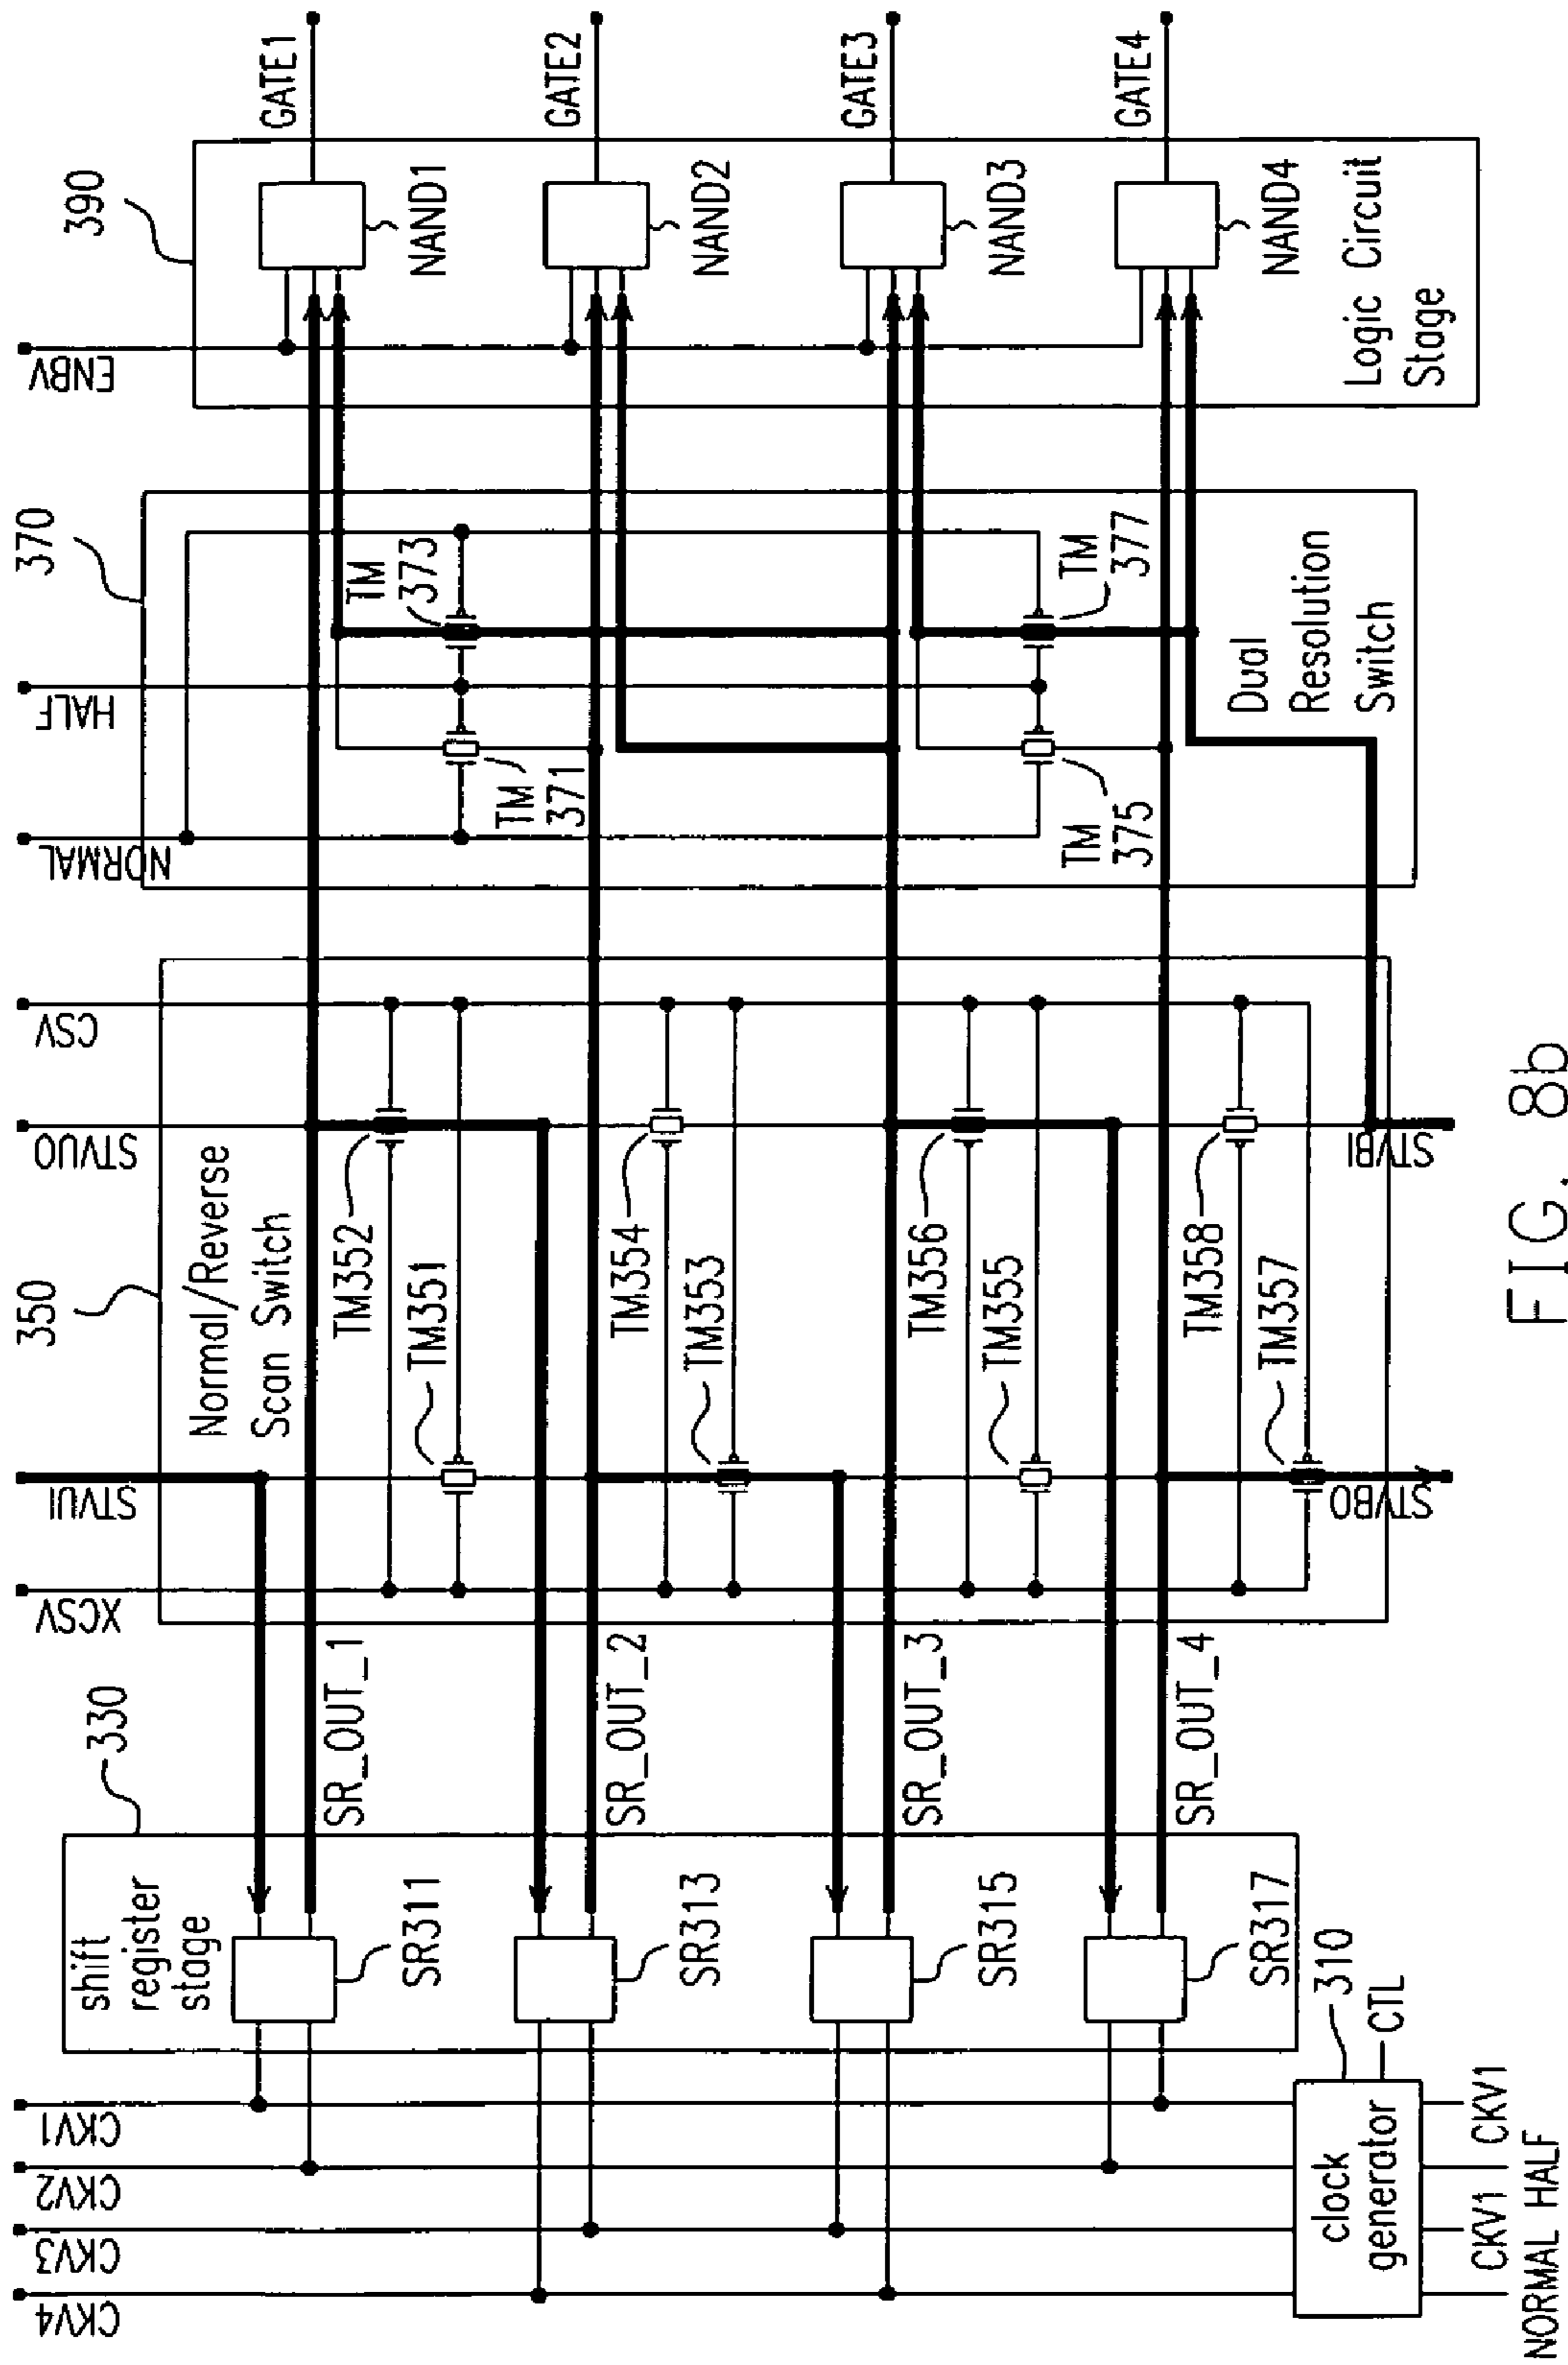 390
ENBV
GATE1
GATE2
GATE3
GATE4
NAND1
NAND2
NAND3
NAND4
Logic Circuit
Stage
370
HALF
NORMAL
TM
373
TM
371
TM
377
TM
375
Dual
Resolution
Switch
350
CSV
STVUO
STVUI
XCSV
Normal/Reverse
Scan Switch
TM352
TM351
TM354
TM353
TM356
TM355
TM358
TM357
STVBI
STVBO
330
shift
register
stage
SR_OUT_1
SR_OUT_2
SR_OUT_3
SR_OUT_4
SR311
SR313
SR315
SR317
CKV1
CKV2
CKV3
CKV4
310
CTL
clock
generator
CKV1 CKV1
NORMAL HALF
FIG. 8b